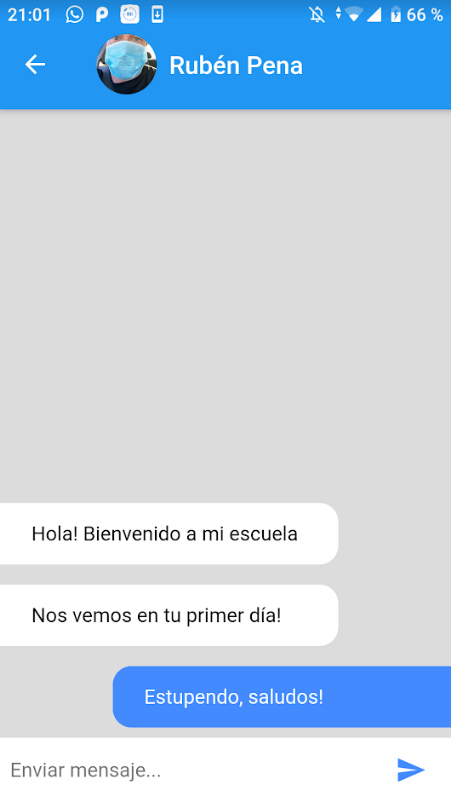 21:01 66 %
Rubén Pena
Hola! Bienvenido a mi escuela
Nos vemos en tu primer día!
Estupendo, saludos!
Enviar mensaje...